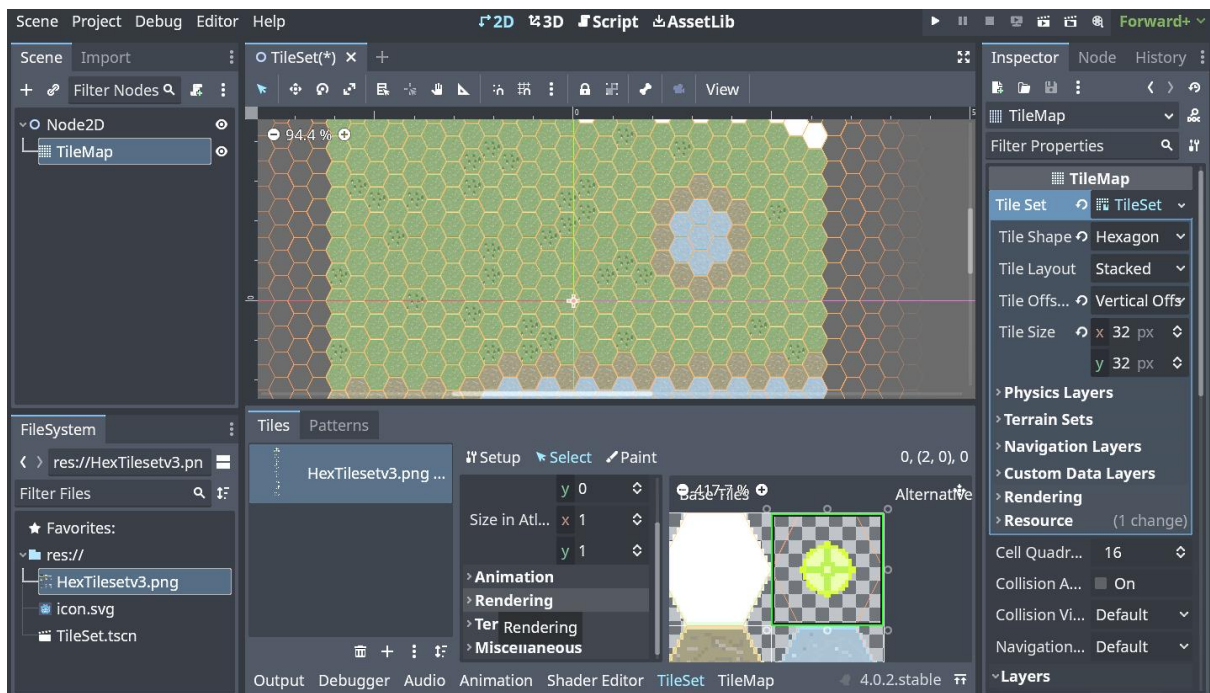 Scene Project Debug Editor Help
2D 3D Script AssetLib
Forward+
Scene Import
Filter Nodes
Node2D
TileMap
TileSet(*)
View
0
5
94.4 %
0
Inspector Node History
TileMap
Filter Properties
TileMap
Tile Set TileSet
Tile Shape Hexagon
Tile Layout Stacked
Tile Offs... Vertical Offs
Tile Size x 32 px
y 32 px
Physics Layers
Terrain Sets
Navigation Layers
Custom Data Layers
Rendering
Resource (1 change)
Cell Quadr... 16
Collision A... On
Collision Vi... Default
Navigation... Default
Layers
FileSystem
res://HexTilesetv3.pn
Filter Files
Favorites:
res://
HexTilesetv3.png
icon.svg
TileSet.tscn
Tiles Patterns
HexTilesetv3.png ...
Setup Select Paint
0, (2, 0), 0
y 0
Size in Atl... x 1
y 1
Animation
Rendering
Ter
Rendering
Miscellaneous
417.7 %
Base Tiles
Alternative
Output Debugger Audio Animation Shader Editor TileSet TileMap
4.0.2.stable